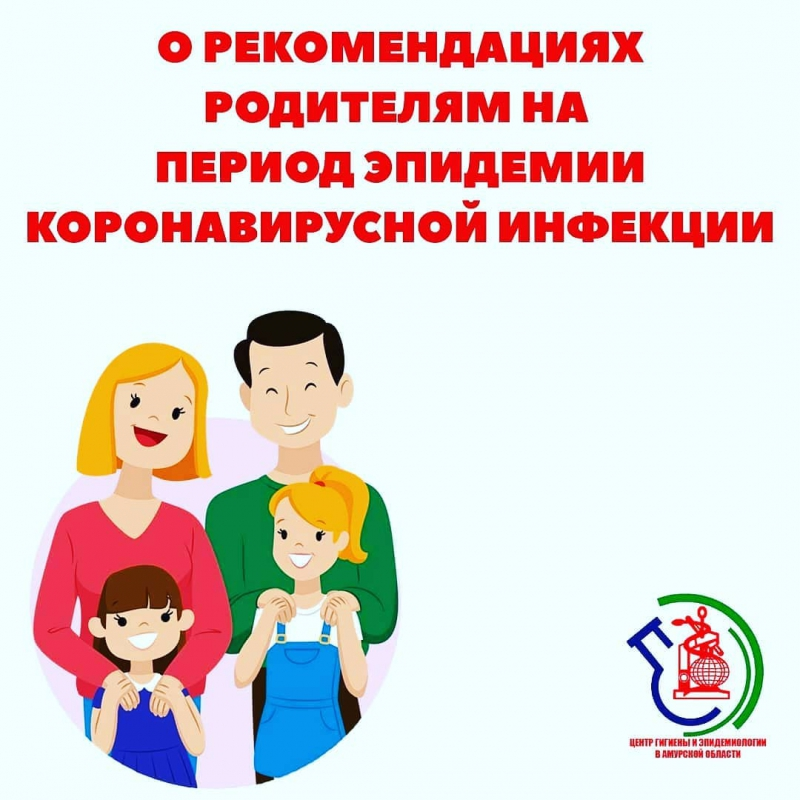 О РЕКОМЕНДАЦИЯХ
РОДИТЕЛЯМ НА
ПЕРИОД ЭПИДЕМИИ
КОРОНАВИРУСНОЙ ИНФЕКЦИИ
ЦЕНТР ГИГИЕНЫ И ЭПИДЕМИОЛОГИИ
В АМУРСКОЙ ОБЛАСТИ